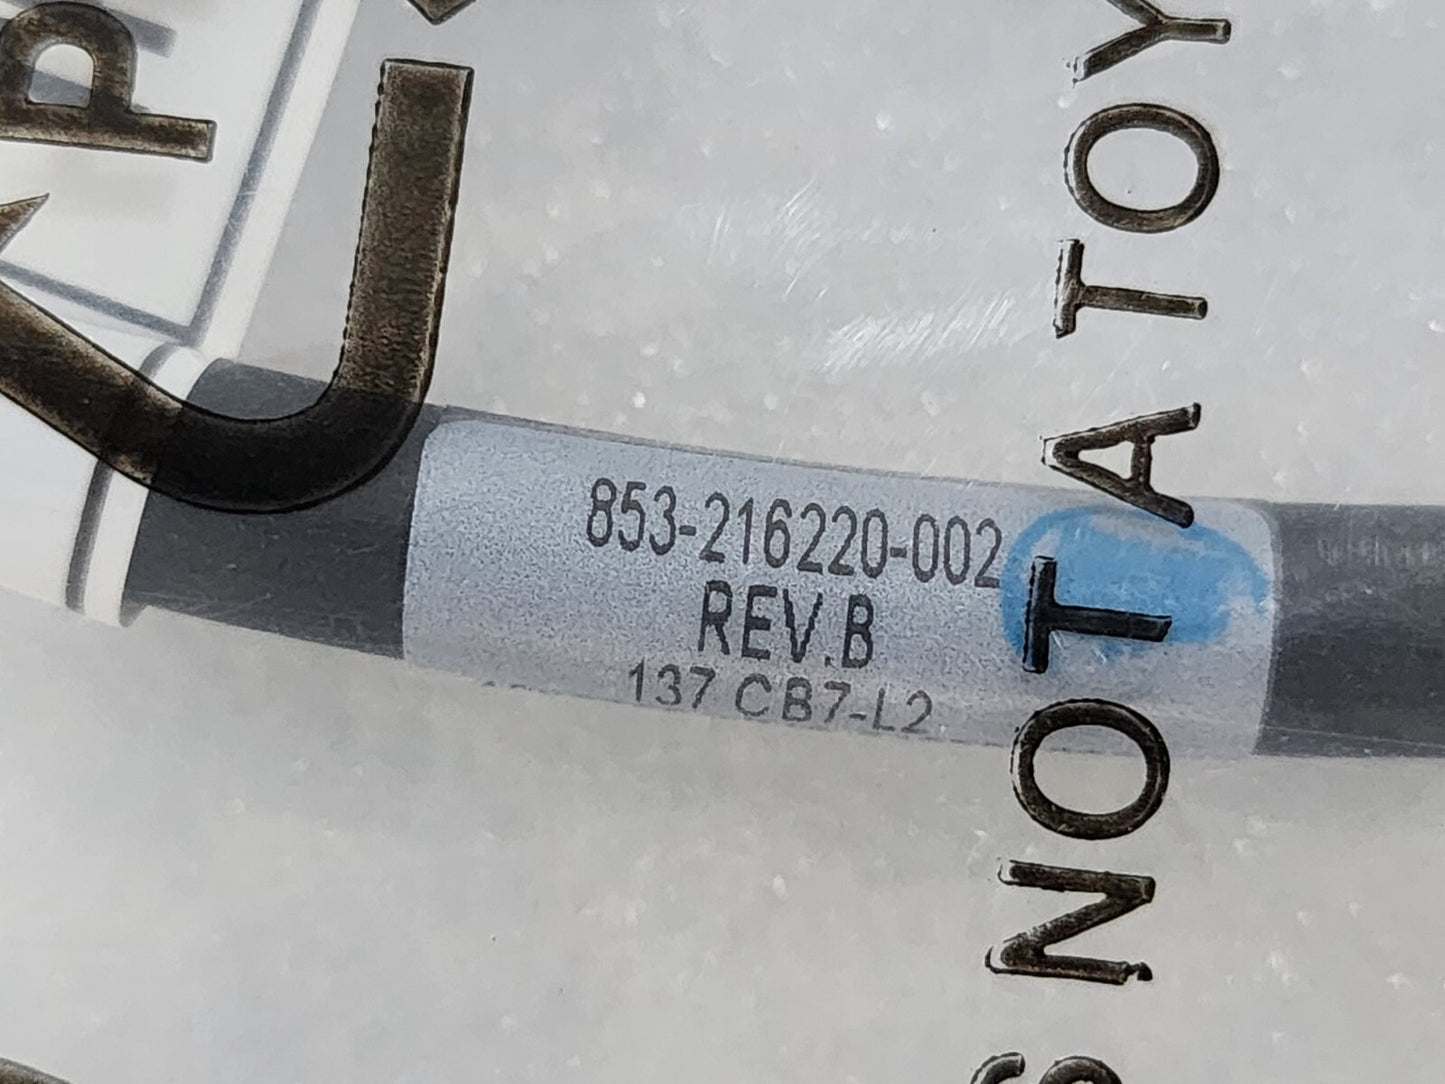 853-216220-002
REV.B
137 CB7-L2
S NOT A TOY